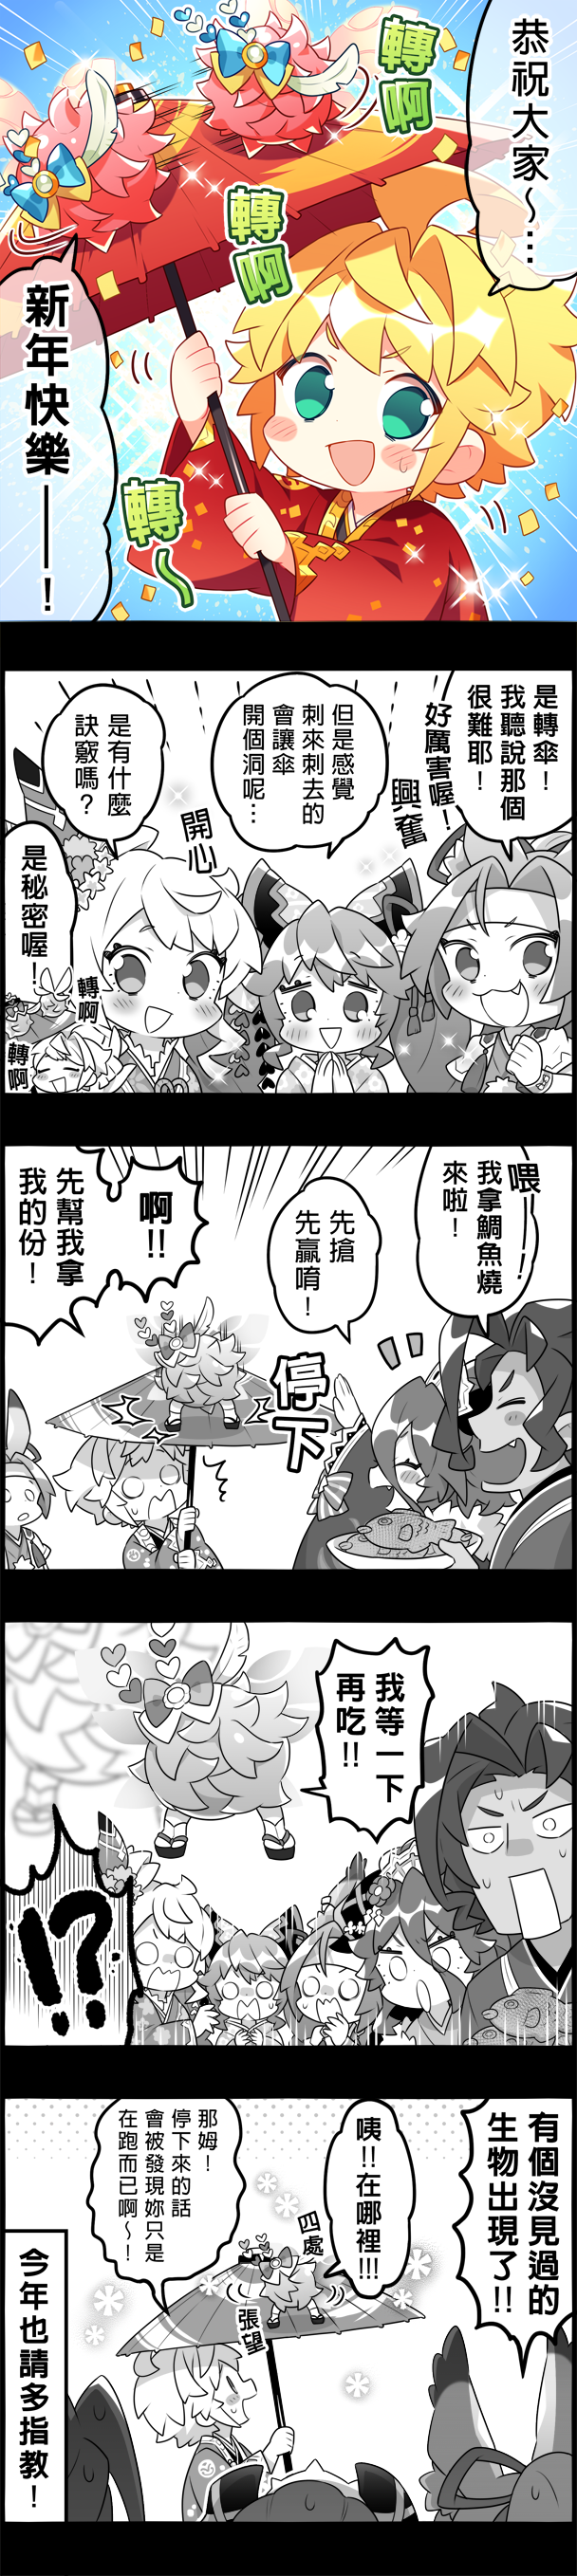 恭祝大家～…
轉啊
轉啊
轉～
新年快樂——！
是轉傘！
我聽說那個
很難耶！
好厲害喔！
興奮
但是感覺
刺來刺去的
會讓傘
開個洞呢…
開心
是有什麼
訣竅嗎？
是秘密喔！
轉啊
轉啊
喂—！
我拿鯛魚燒
來啦！
先搶
先贏唷！
停下
啊!!
先幫我拿
我的份！
我等一下
再吃!!
!?
有個沒見過的
生物出現了!!
咦!!在哪裡!!!
四處
張望
那姆！
停下來的話
會被發現妳只是
在跑而已啊～！
今年也請多指教！